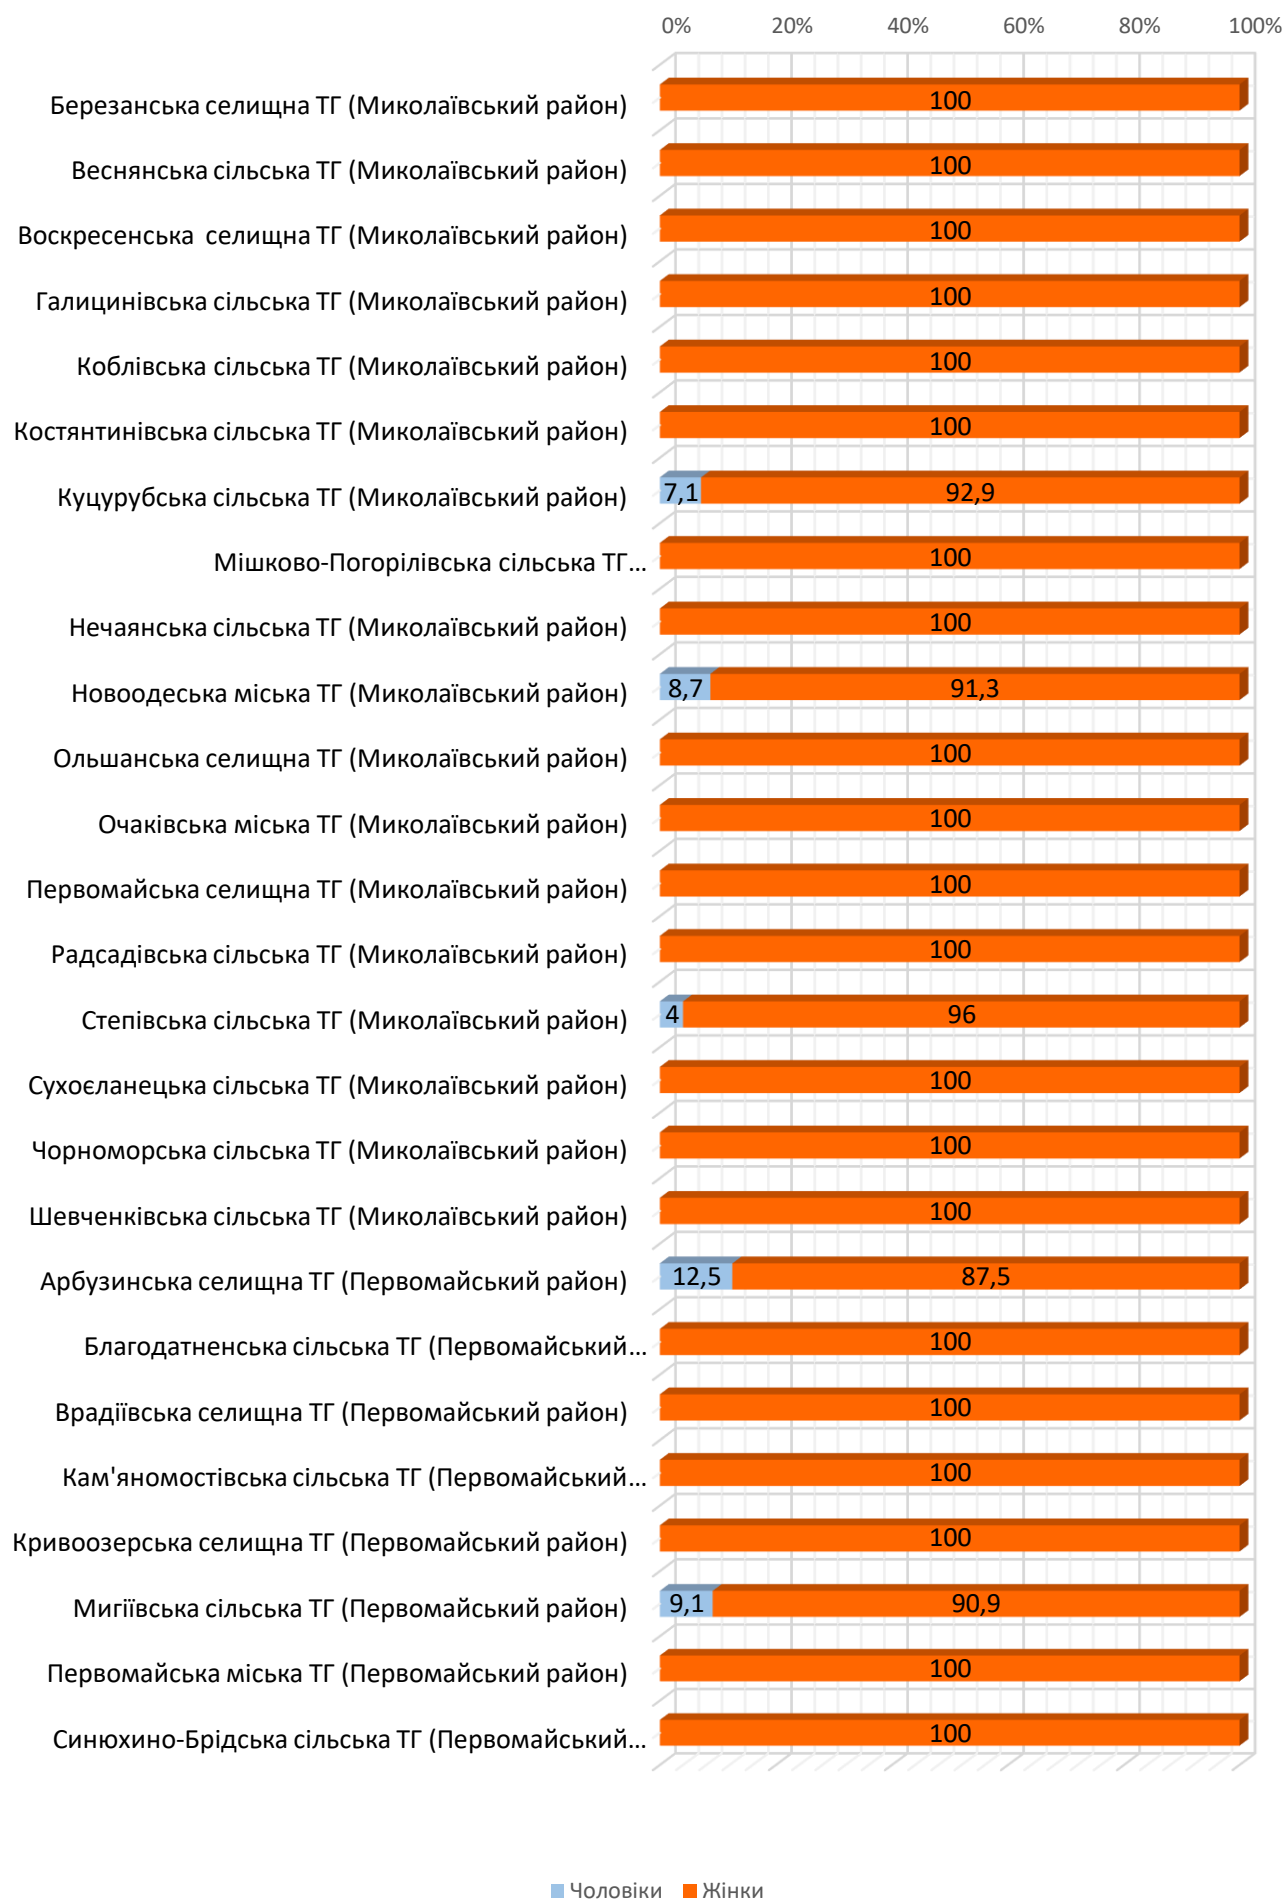 0% 20% 40% 60% 80% 100%
Березанська селищна ТГ (Миколаївський район) 100
Веснянська сільська ТГ (Миколаївський район) 100
Воскресенська селищна ТГ (Миколаївський район) 100
Галицинівська сільська ТГ (Миколаївський район) 100
Коблівська сільська ТГ (Миколаївський район) 100
Костянтинівська сільська ТГ (Миколаївський район) 100
Куцурубська сільська ТГ (Миколаївський район) 7,1 92,9
Мішково-Погорілівська сільська ТГ... 100
Нечаянська сільська ТГ (Миколаївський район) 100
Новоодеська міська ТГ (Миколаївський район) 8,7 91,3
Ольшанська селищна ТГ (Миколаївський район) 100
Очаківська міська ТГ (Миколаївський район) 100
Первомайська селищна ТГ (Миколаївський район) 100
Радсадівська сільська ТГ (Миколаївський район) 100
Степівська сільська ТГ (Миколаївський район) 4 96
Сухоєланецька сільська ТГ (Миколаївський район) 100
Чорноморська сільська ТГ (Миколаївський район) 100
Шевченківська сільська ТГ (Миколаївський район) 100
Арбузинська селищна ТГ (Первомайський район) 12,5 87,5
Благодатненська сільська ТГ (Первомайський... 100
Врадіївська селищна ТГ (Первомайський район) 100
Кам'яномостівська сільська ТГ (Первомайський... 100
Кривоозерська селищна ТГ (Первомайський район) 100
Мигіївська сільська ТГ (Первомайський район) 9,1 90,9
Первомайська міська ТГ (Первомайський район) 100
Синюхино-Брідська сільська ТГ (Первомайський... 100
Чоловіки Жінки